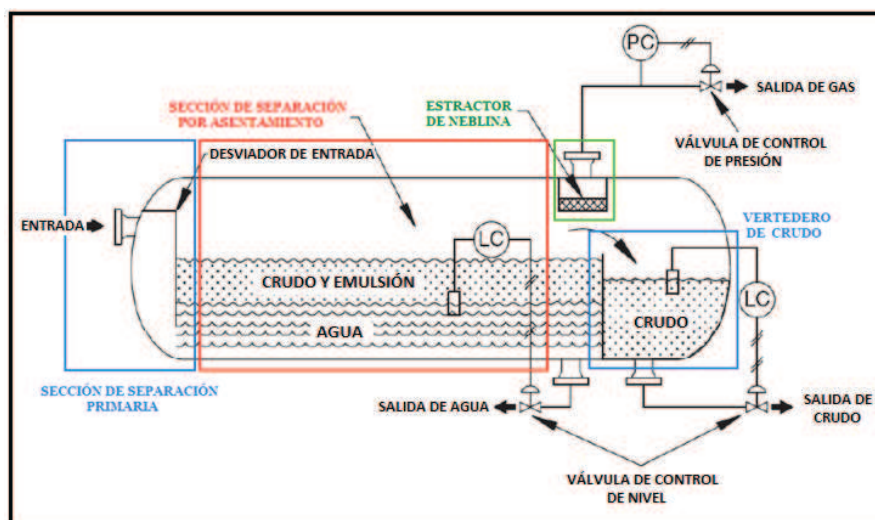 PC
SALIDA DE GAS
SECCIÓN DE SEPARACIÓN
POR ASENTAMIENTO
ESTRACTOR
DE NEBLINA
VÁLVULA DE CONTROL
DE PRESIÓN
DESVIADOR DE ENTRADA
ENTRADA
VERTEDERO
DE CRUDO
LC
CRUDO Y EMULSIÓN
LC
AGUA
CRUDO
SECCIÓN DE SEPARACIÓN
PRIMARIA
SALIDA DE AGUA
SALIDA DE
CRUDO
VÁLVULA DE CONTROL
DE NIVEL